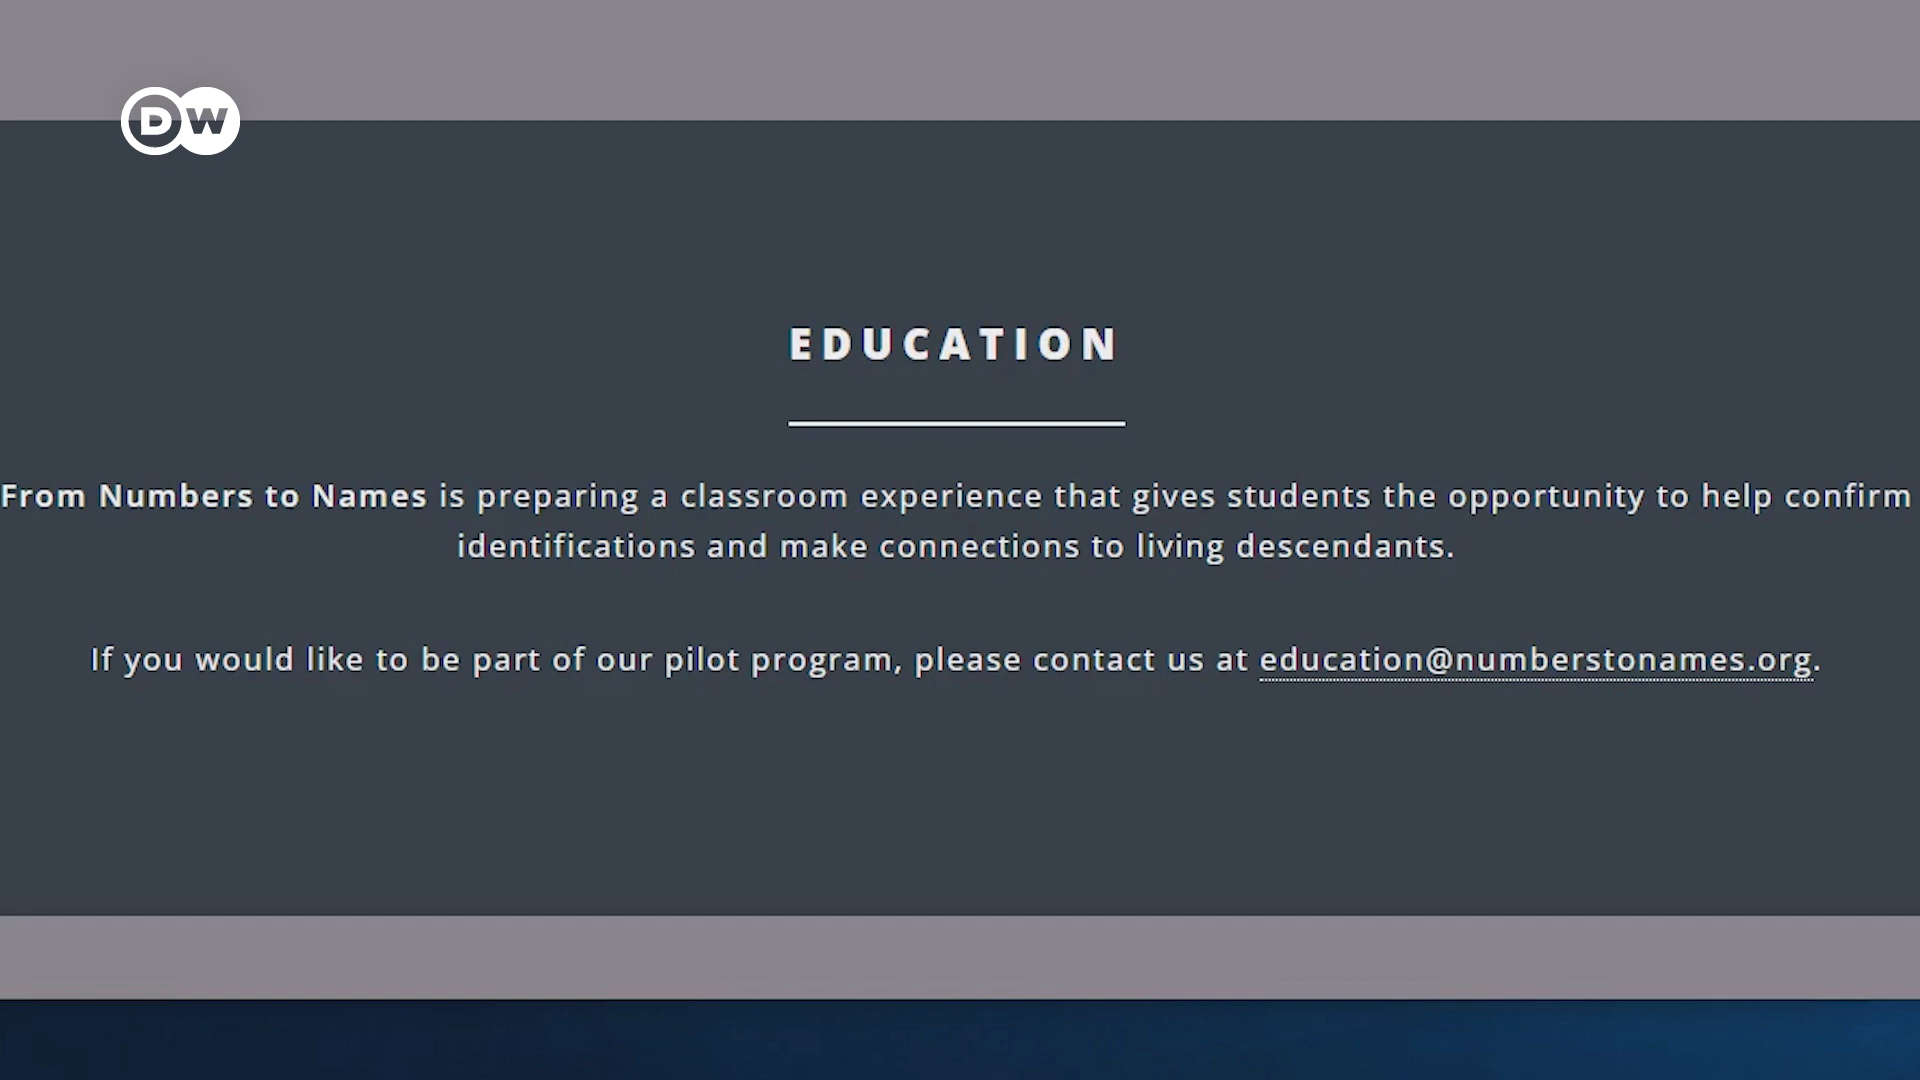 DW
EDUCATION
From Numbers to Names is preparing a classroom experience that gives students the opportunity to help confirm
identifications and make connections to living descendants.
If you would like to be part of our pilot program, please contact us at education@numberstonames.org.